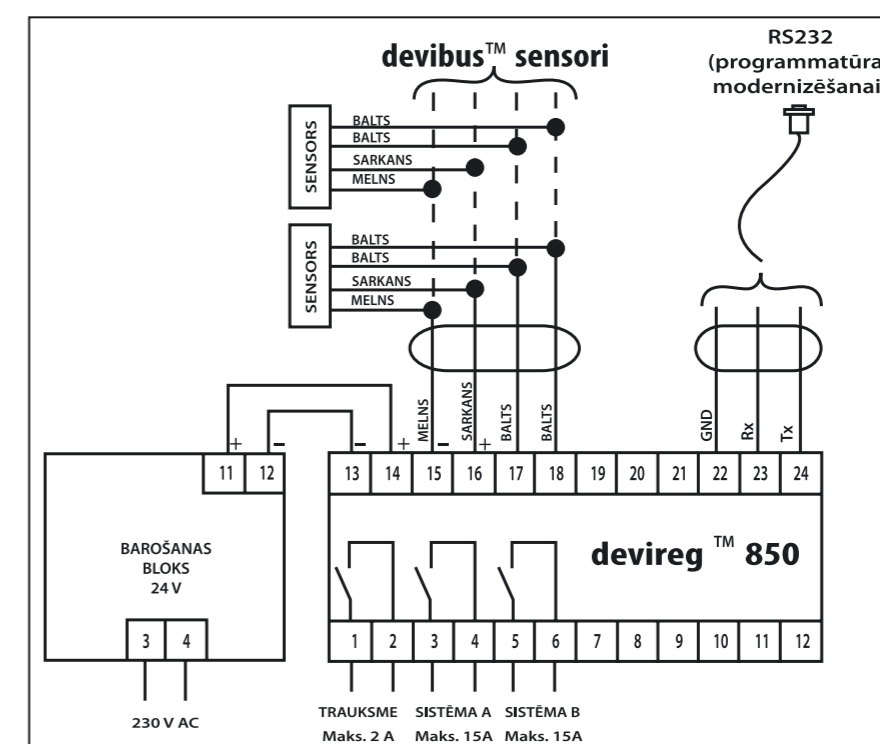 devibus™ sensori
RS232
(programmatūra
modernizēšanai
SENSORS
BALTS
BALTS
SARKANS
MELNS
SENSORS
BALTS
BALTS
SARKANS
MELNS
MELNS
SARKANS
BALTS
BALTS
GND
Rx
Tx
+ − − + − +
11 12
13 14 15 16 17 18 19 20 21 22 23 24
BAROŠANAS
BLOKS
24 V
devireg ™ 850
3 4
1 2 3 4 5 6 7 8 9 10 11 12
230 V AC
TRAUKSME SISTĒMA A SISTĒMA B
Maks. 2 A Maks. 15A Maks. 15A